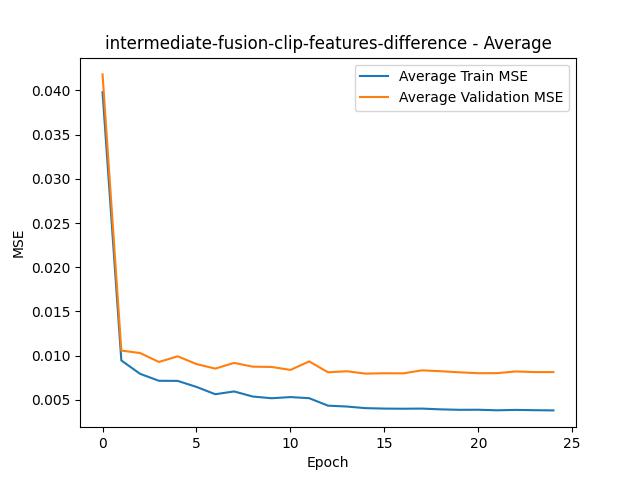 intermediate-fusion-clip-features-difference - Average
Average Train MSE
Average Validation MSE
MSE
0.040
0.035
0.030
0.025
0.020
0.015
0.010
0.005
0 5 10 15 20 25
Epoch